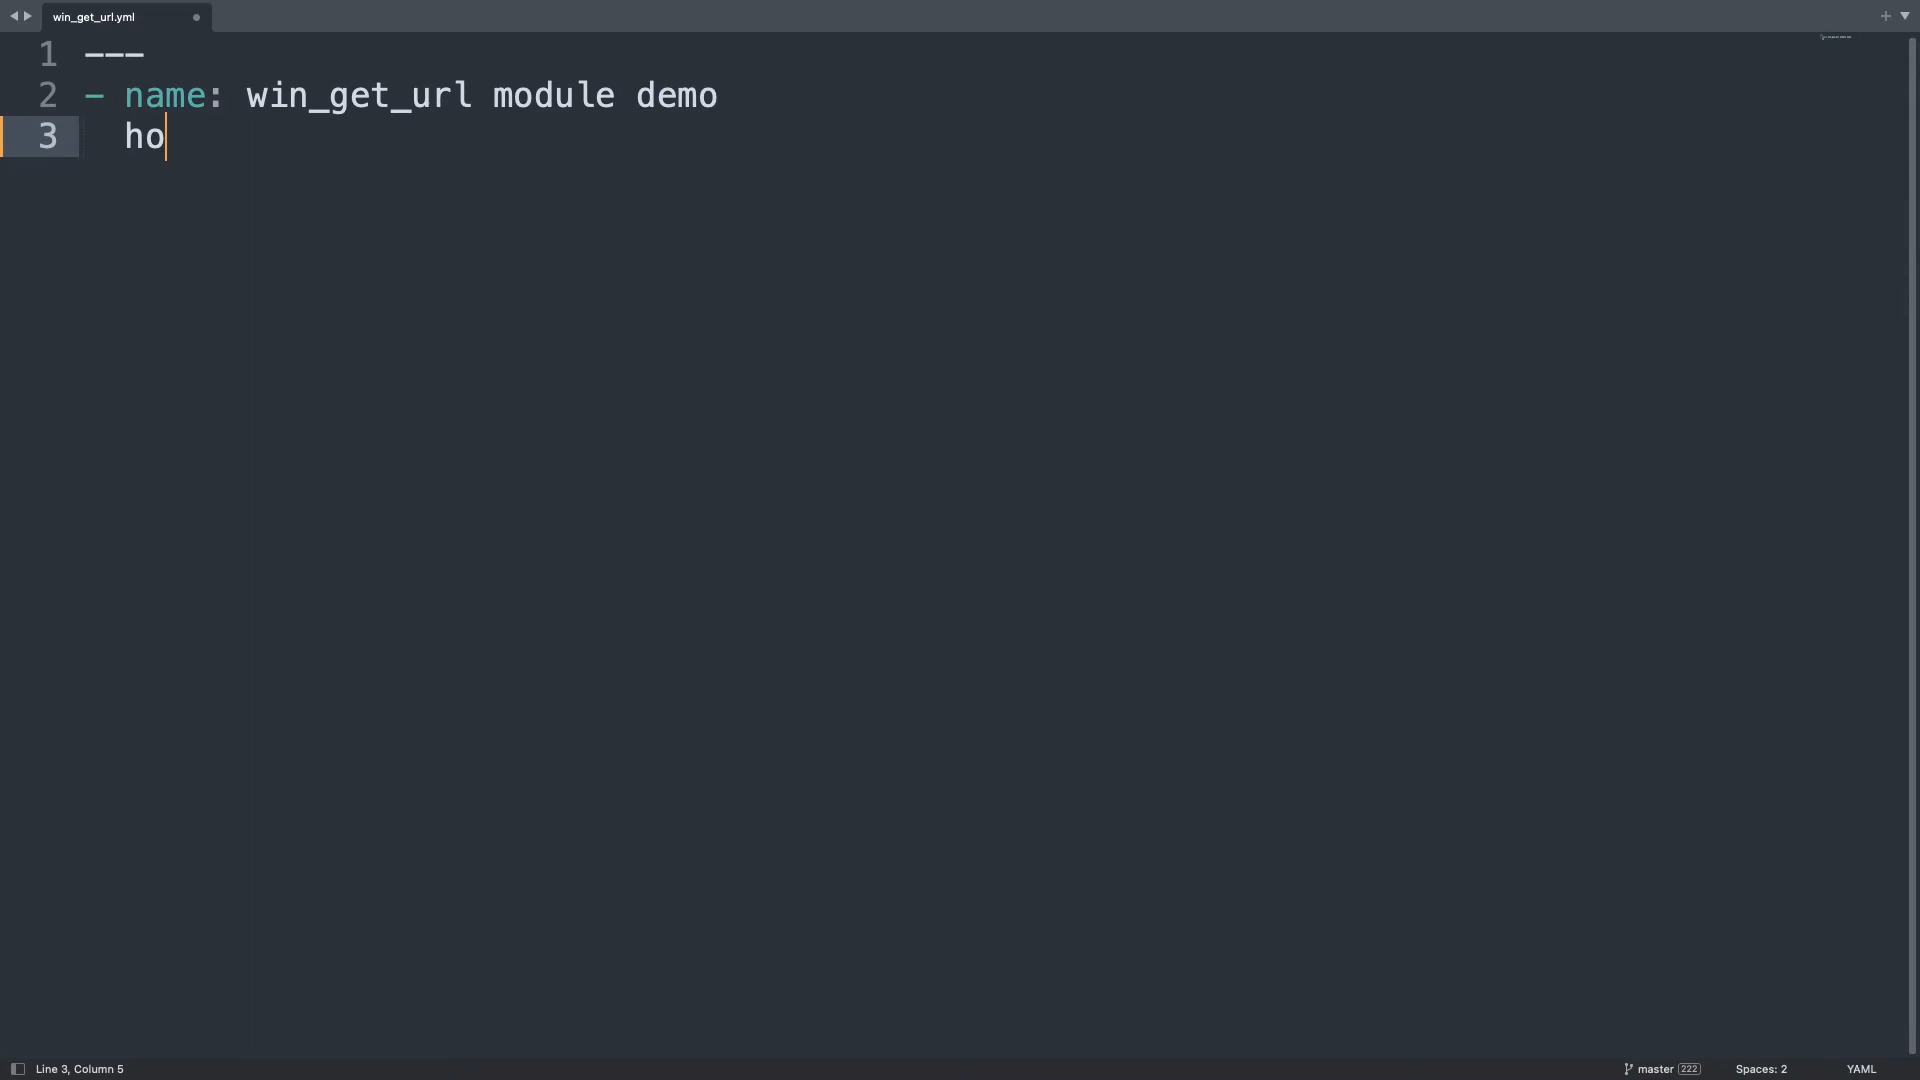 win_get_url.yml
1 ---
2 - name: win_get_url module demo
3 ho
Line 3, Column 5
master 222
Spaces: 2
YAML